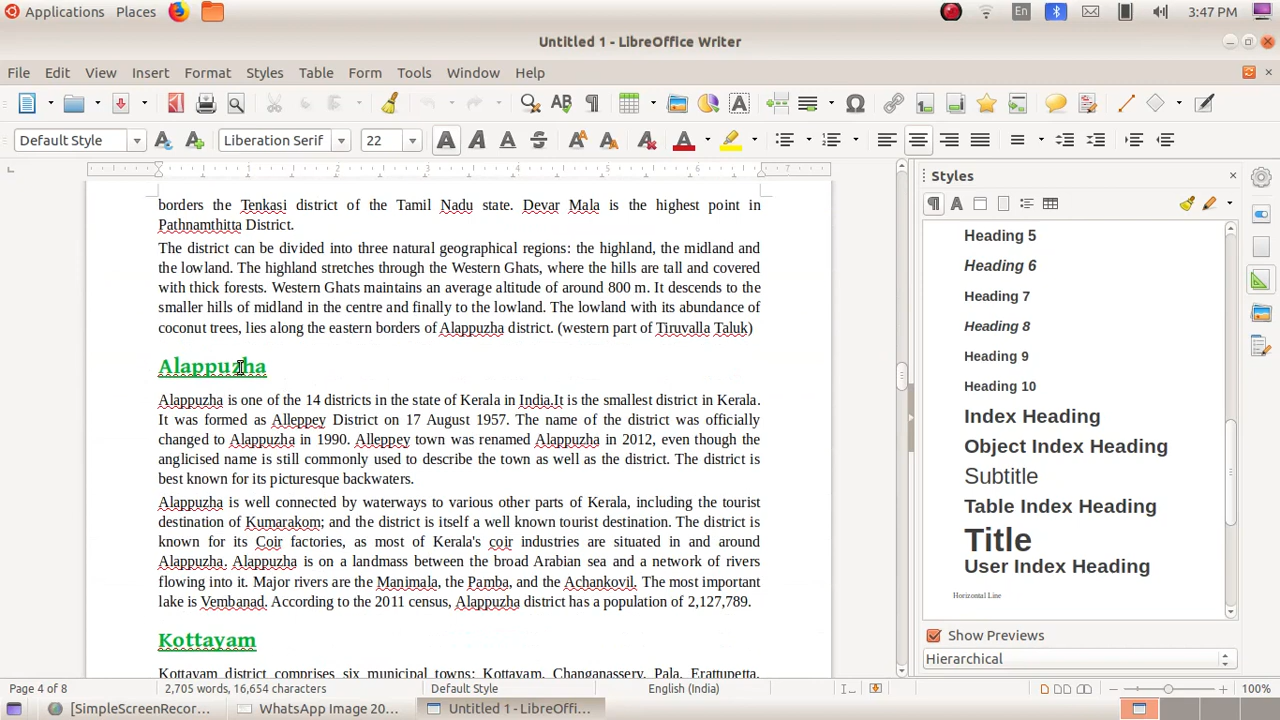 Applications Places En 3:47 PM
Untitled 1 - LibreOffice Writer
File Edit View Insert Format Styles Table Form Tools Window Help
Default Style Liberation Serif 22
Styles
borders the Tenkasi district of the Tamil Nadu state. Devar Mala is the highest point in
Pathnamthitta District.
The district can be divided into three natural geographical regions: the highland, the midland and
the lowland. The highland stretches through the Western Ghats, where the hills are tall and covered
with thick forests. Western Ghats maintains an average altitude of around 800 m. It descends to the
smaller hills of midland in the centre and finally to the lowland. The lowland with its abundance of
coconut trees, lies along the eastern borders of Alappuzha district. (western part of Tiruvalla Taluk)
Alappuzha
Alappuzha is one of the 14 districts in the state of Kerala in India.It is the smallest district in Kerala.
It was formed as Alleppey District on 17 August 1957. The name of the district was officially
changed to Alappuzha in 1990. Alleppey town was renamed Alappuzha in 2012, even though the
anglicised name is still commonly used to describe the town as well as the district. The district is
best known for its picturesque backwaters.
Alappuzha is well connected by waterways to various other parts of Kerala, including the tourist
destination of Kumarakom; and the district is itself a well known tourist destination. The district is
known for its Coir factories, as most of Kerala's coir industries are situated in and around
Alappuzha. Alappuzha is on a landmass between the broad Arabian sea and a network of rivers
flowing into it. Major rivers are the Manimala, the Pamba, and the Achankovil. The most important
lake is Vembanad. According to the 2011 census, Alappuzha district has a population of 2,127,789.
Kottayam
Kottayam district comprises six municipal towns: Kottayam, Changanassery, Pala, Erattupetta,
Heading 5
Heading 6
Heading 7
Heading 8
Heading 9
Heading 10
Index Heading
Object Index Heading
Subtitle
Table Index Heading
Title
User Index Heading
Horizontal Line
Show Previews
Hierarchical
Page 4 of 8 2,705 words, 16,654 characters Default Style English (India) 100%
[SimpleScreenRecor... WhatsApp Image 20... Untitled 1 - LibreOffi...